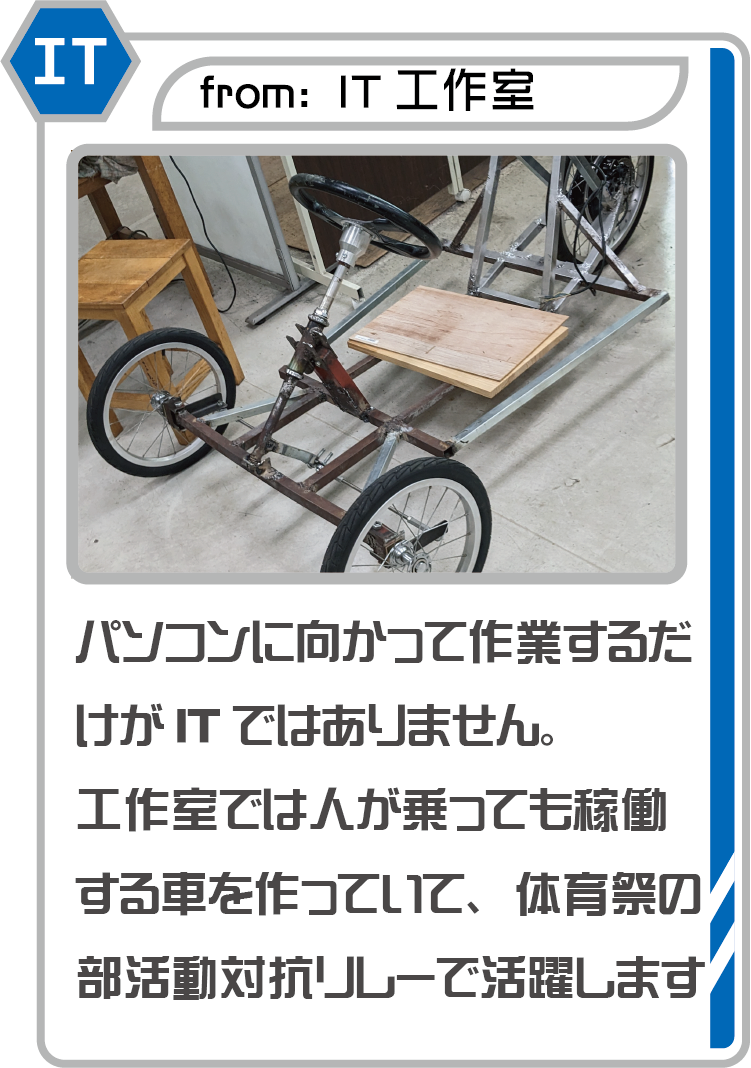 IT
from: IT 工作室
パソコンに向かって作業するだ
けが IT ではありません。
工作室では人が乗っても稼働
する車を作っていて、体育祭の
部活動対抗リレーで活躍します